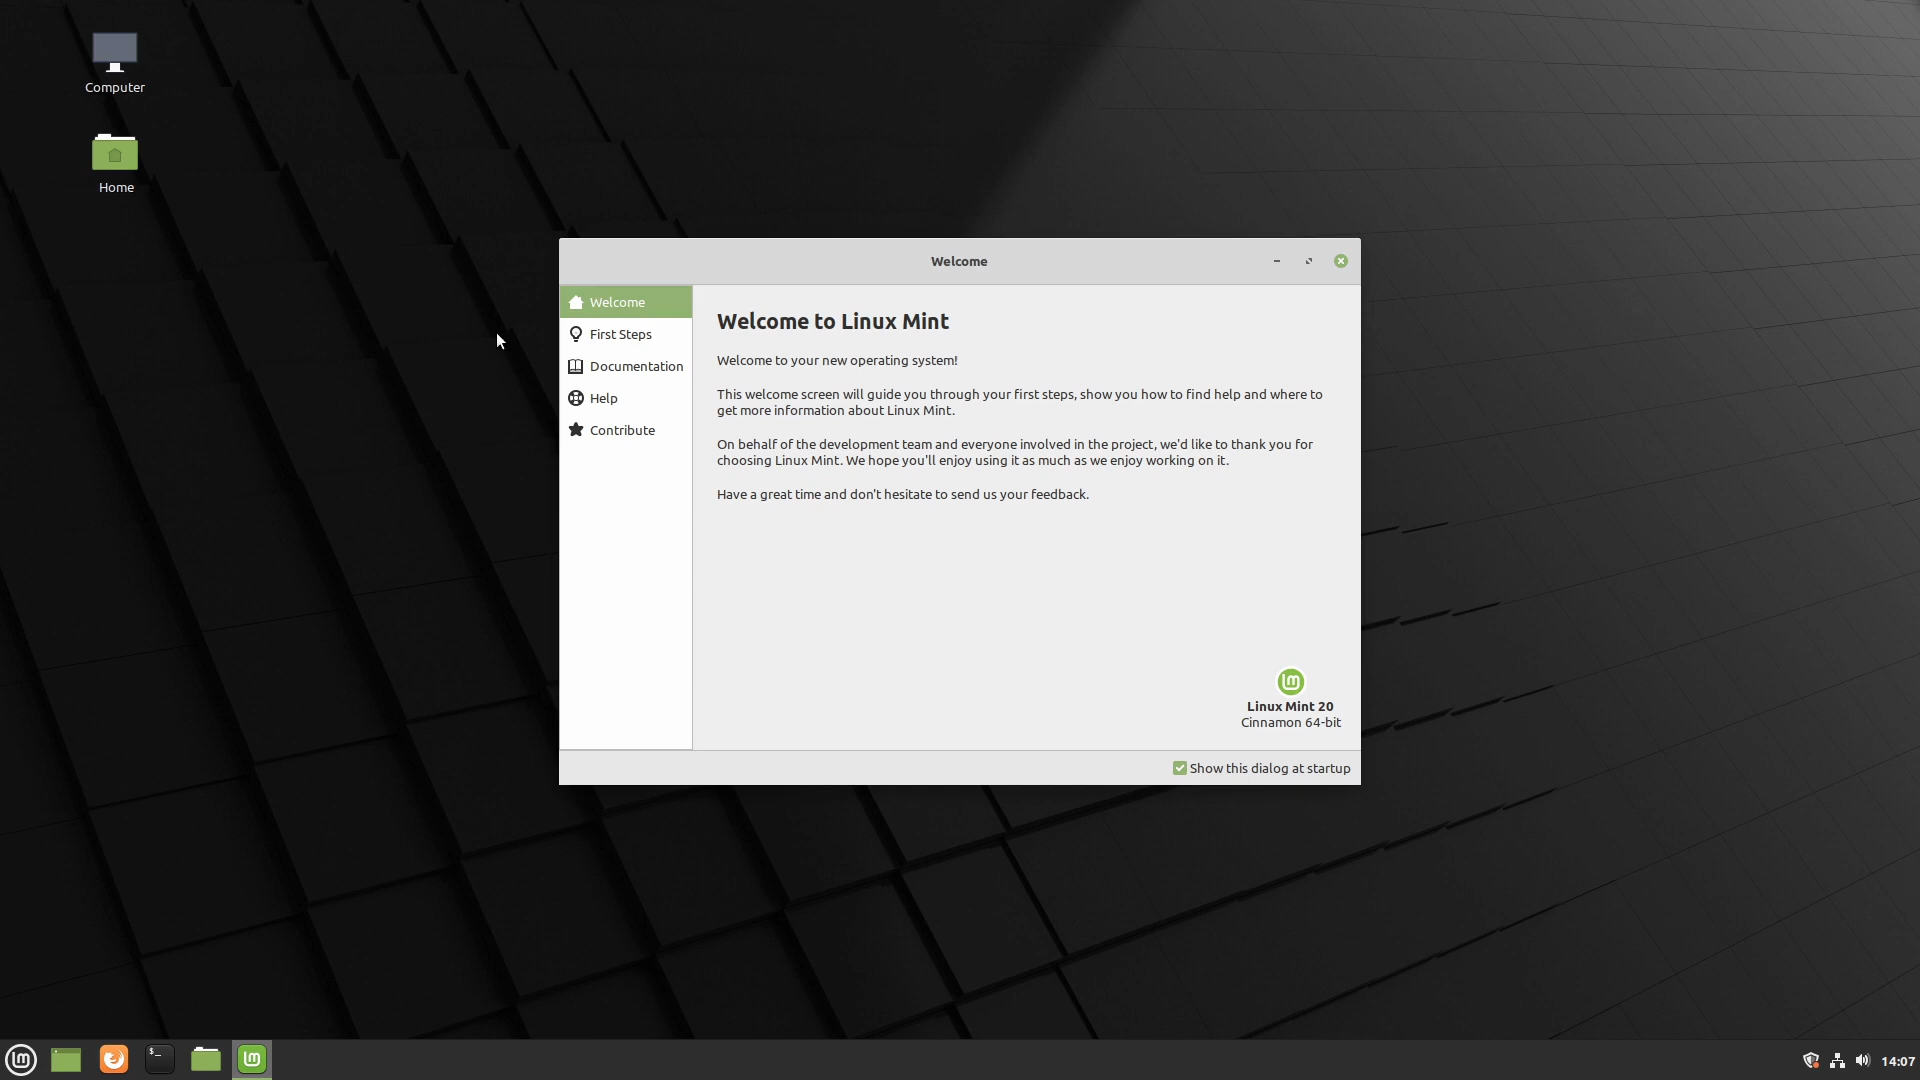 Computer
Home
Welcome
Welcome
First Steps
Documentation
Help
Contribute
Welcome to Linux Mint
Welcome to your new operating system!
This welcome screen will guide you through your first steps, show you how to find help and where to
get more information about Linux Mint.
On behalf of the development team and everyone involved in the project, we'd like to thank you for
choosing Linux Mint. We hope you'll enjoy using it as much as we enjoy working on it.
Have a great time and don't hesitate to send us your feedback.
Linux Mint 20
Cinnamon 64-bit
Show this dialog at startup
$_
14:07